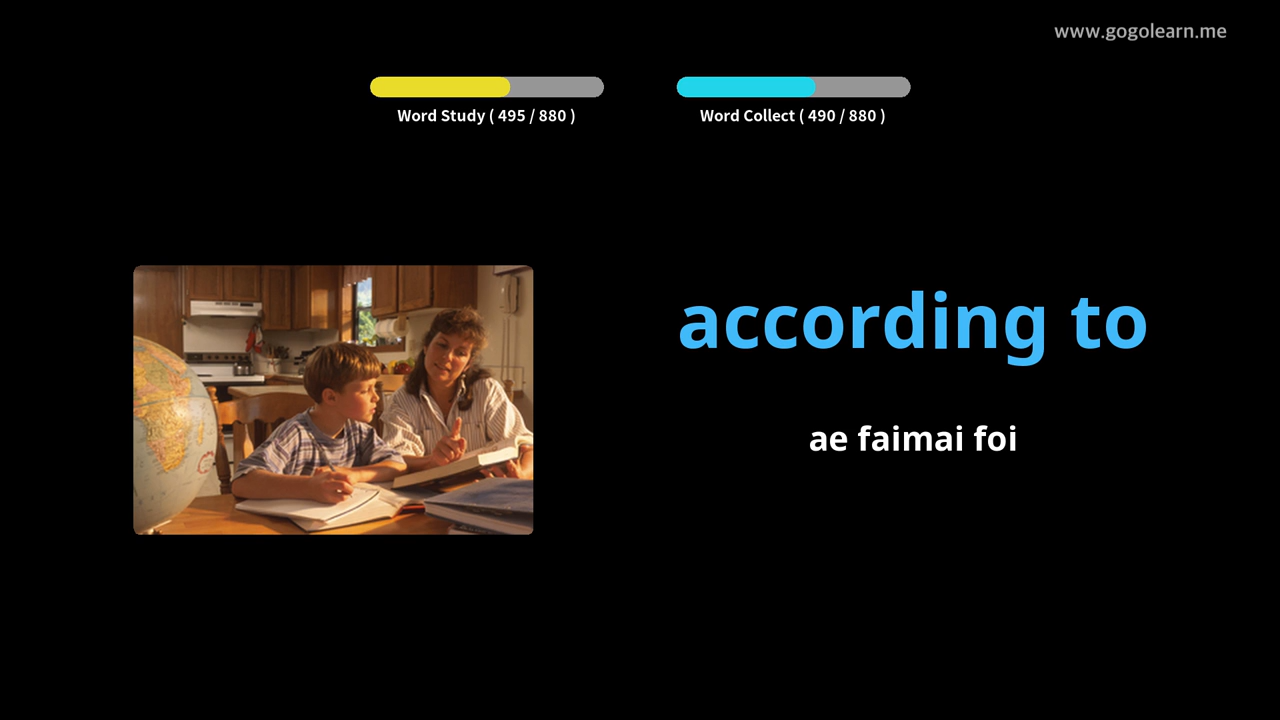 www.gogolearn.me
Word Study ( 495 / 880 )
Word Collect ( 490 / 880 )
according to
ae faimai foi